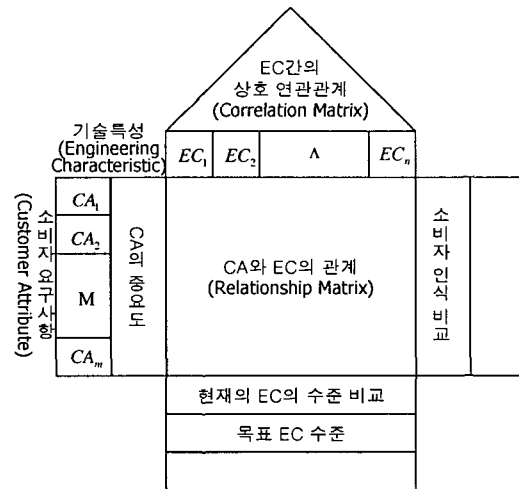 EC간의
상호 연관관계
(Correlation Matrix)
기술특성
(Engineering
Characteristic)
EC₁ EC₂ Λ ECₙ
소비자 요구사항
(Customer Attribute)
CA₁
CA₂
M
CAₘ
CA의 중요도
CA와 EC의 관계
(Relationship Matrix)
소비자 인식 비교
현재의 EC의 수준 비교
목표 EC 수준